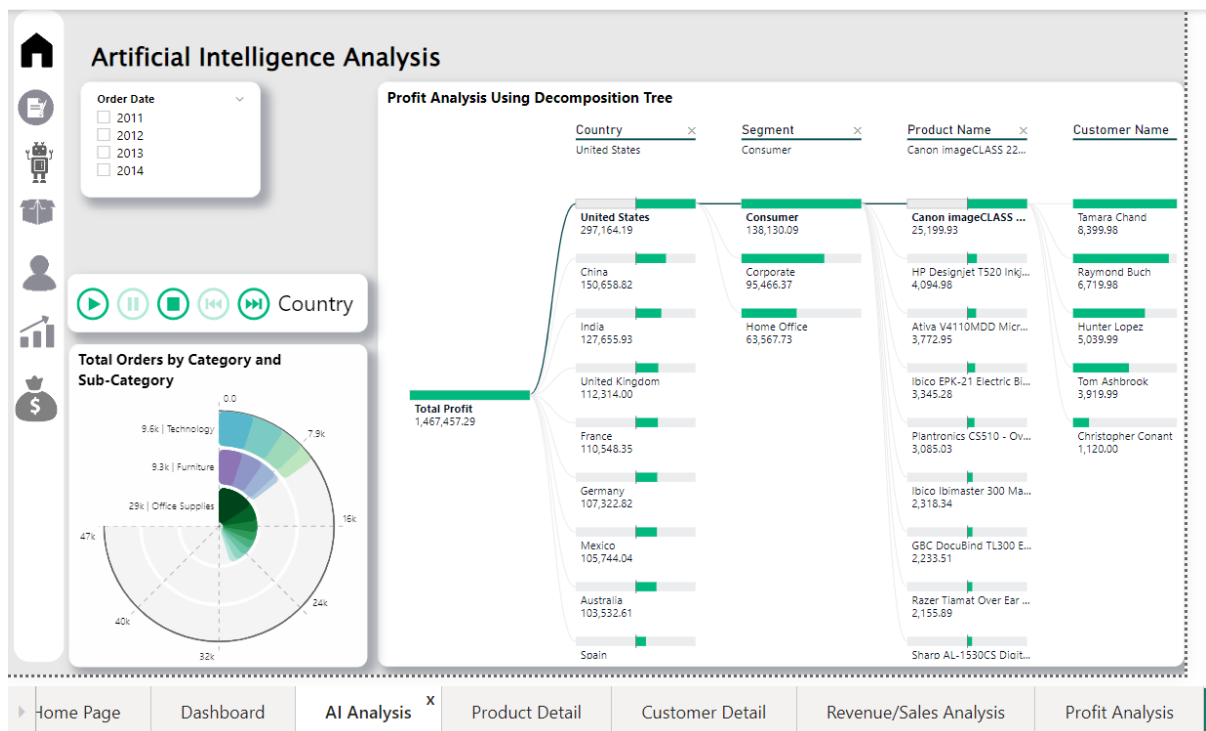 Artificial Intelligence Analysis
Order Date
2011
2012
2013
2014
Country
Total Orders by Category and
Sub-Category
0.0
9.6k | Technology
7.9k
9.3k | Furniture
29k | Office Supplies
16k
47k
24k
40k
32k
Profit Analysis Using Decomposition Tree
Country
United States
Segment
Consumer
Product Name
Canon imageCLASS 22...
Customer Name
Total Profit
1,467,457.29
United States
297,164.19
China
150,658.82
India
127,655.93
United Kingdom
112,314.00
France
110,548.35
Germany
107,322.82
Mexico
105,744.04
Australia
103,532.61
Spain
Consumer
138,130.09
Corporate
95,466.37
Home Office
63,567.73
Canon imageCLASS ...
25,199.93
HP Designjet T520 Inkj...
4,094.98
Ativa V4110MDD Micr...
3,772.95
Ibico EPK-21 Electric Bi...
3,345.28
Plantronics CS510 - Ov...
3,085.03
Ibico Ibimaster 300 Ma...
2,318.34
GBC DocuBind TL300 E...
2,233.51
Razer Tiamat Over Ear ...
2,155.89
Sharp AL-1530CS Digit...
Tamara Chand
8,399.98
Raymond Buch
6,719.98
Hunter Lopez
5,039.99
Tom Ashbrook
3,919.99
Christopher Conant
1,120.00
Home Page
Dashboard
AI Analysis
X
Product Detail
Customer Detail
Revenue/Sales Analysis
Profit Analysis